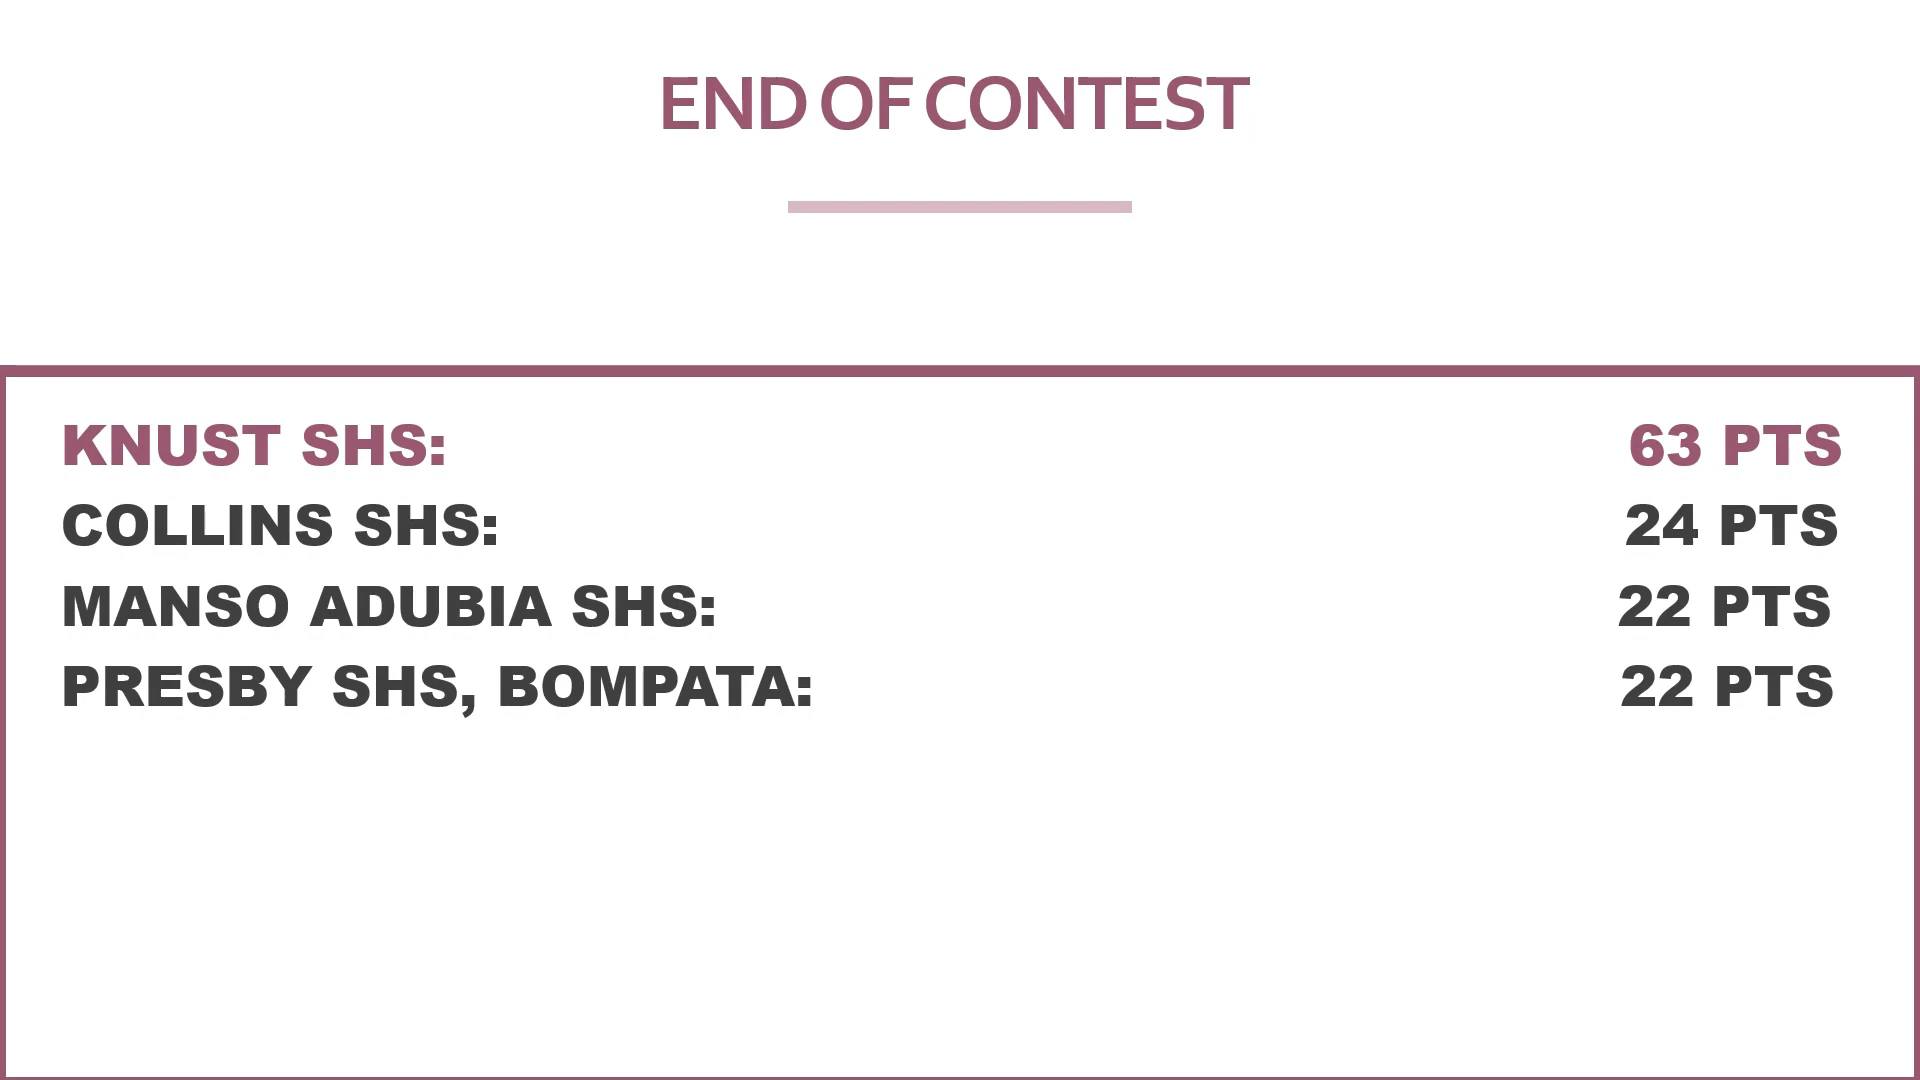 END OF CONTEST
KNUST SHS: 63 PTS
COLLINS SHS: 24 PTS
MANSO ADUBIA SHS: 22 PTS
PRESBY SHS, BOMPATA: 22 PTS